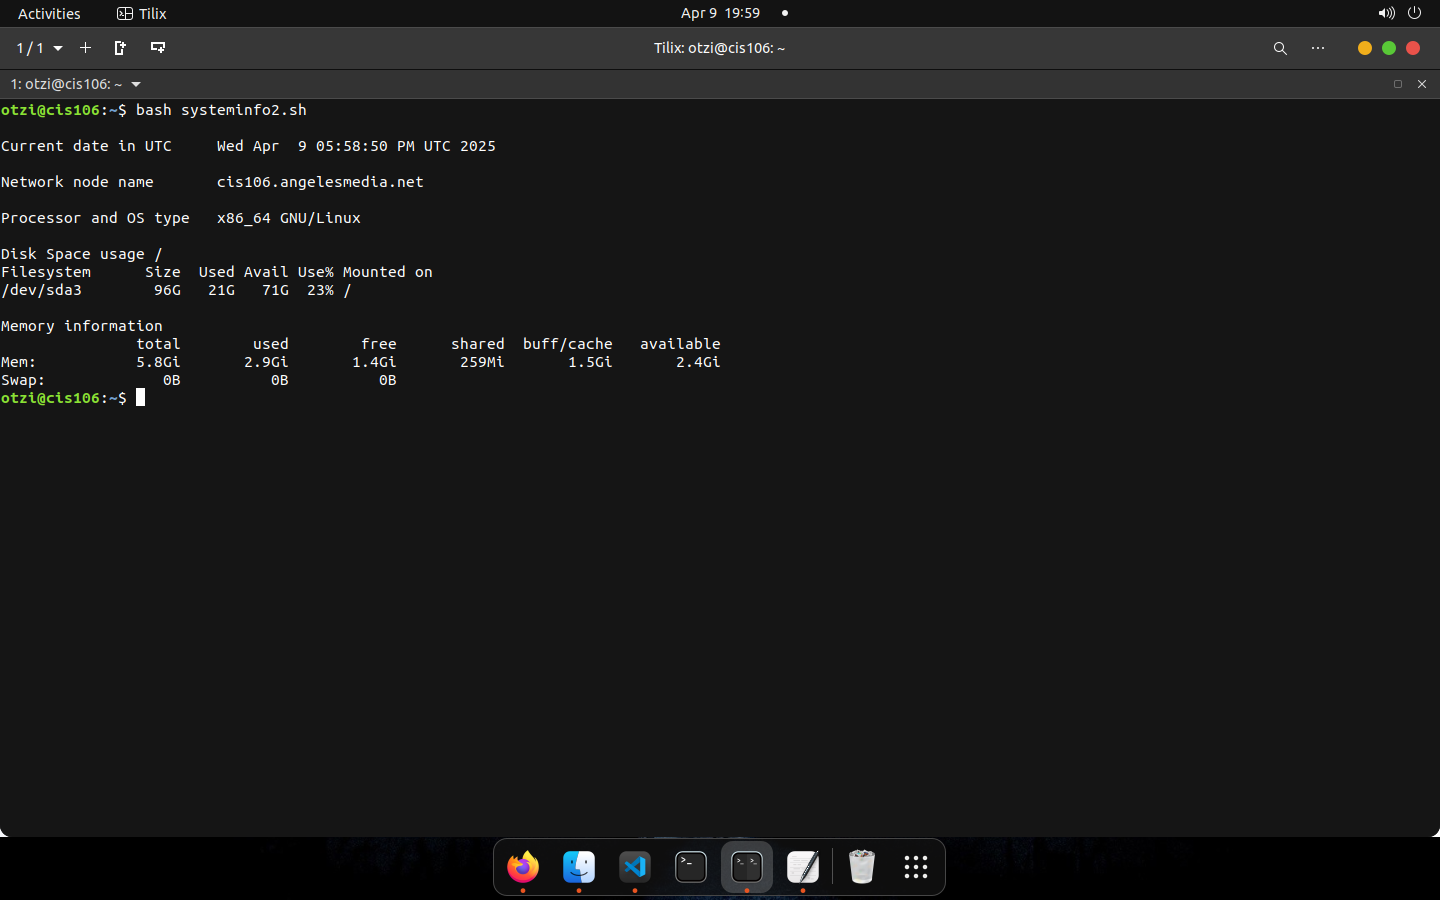 Activities Tilix Apr 9 19:59
1 / 1 Tilix: otzi@cis106: ~
1: otzi@cis106: ~
otzi@cis106:~$ bash systeminfo2.sh
Current date in UTC     Wed Apr  9 05:58:50 PM UTC 2025
Network node name       cis106.angelesmedia.net
Processor and OS type   x86_64 GNU/Linux
Disk Space usage /
Filesystem      Size  Used Avail Use% Mounted on
/dev/sda3        96G   21G   71G  23% /
Memory information
               total        used        free      shared  buff/cache   available
Mem:           5.8Gi       2.9Gi       1.4Gi       259Mi       1.5Gi       2.4Gi
Swap:             0B          0B          0B
otzi@cis106:~$